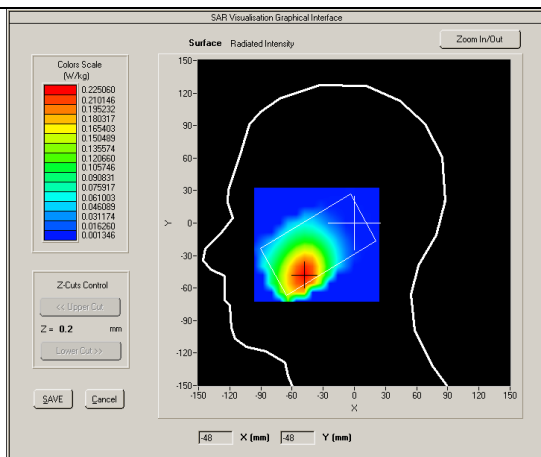 SAR Visualisation Graphical Interface
Surface Radiated Intensity
Zoom In/Out
Colors Scale
(W/kg)
0.225060
0.210146
0.195232
0.180317
0.165403
0.150489
0.135574
0.120660
0.105746
0.090831
0.075917
0.061003
0.046089
0.031174
0.016260
0.001346
Z-Cuts Control
<< Upper Cut
Z = 0.2 mm
Lower Cut >>
SAVE Cancel
150-
120-
90-
60-
30-
Y 0-
-30-
-60-
-90-
-120-
-150-
-150 -120 -90 -60 -30 0 30 60 90 120 150
X
-48 X (mm) -48 Y (mm)